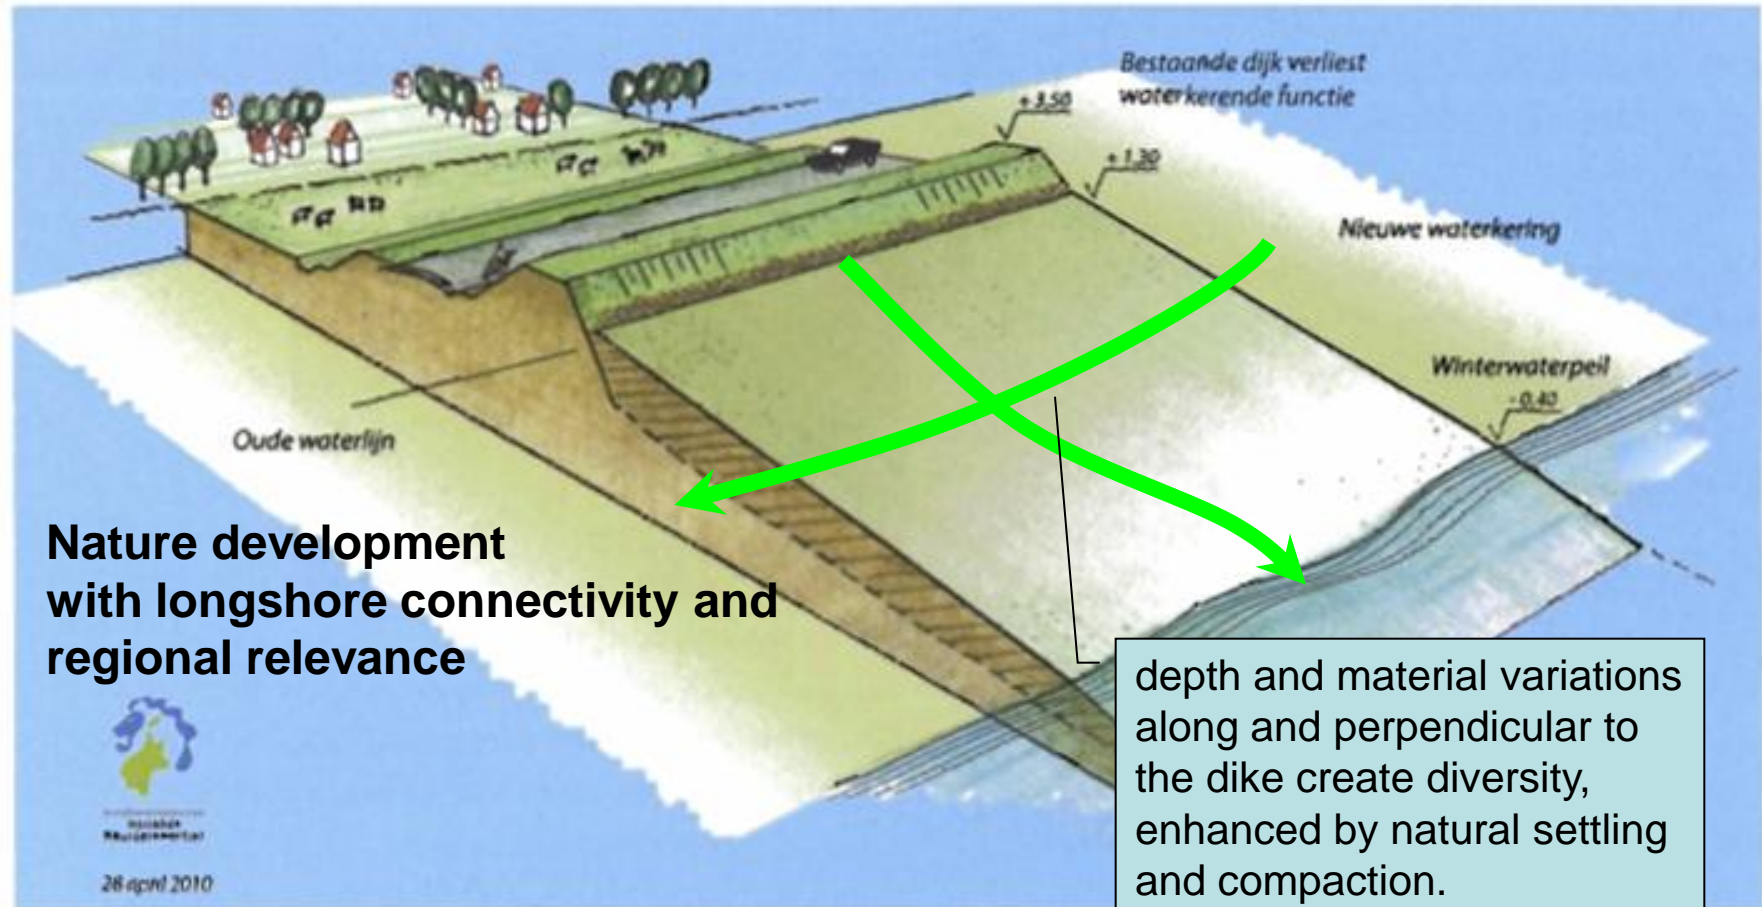 Bestaande dijk verliest
waterkerende functie
+ 3.50
+ 1.30
Nieuwe waterkering
Winterwaterpeil
- 0.40
Oude waterlijn
Nature development
with longshore connectivity and
regional relevance
depth and material variations
along and perpendicular to
the dike create diversity,
enhanced by natural settling
and compaction.
28 april 2010